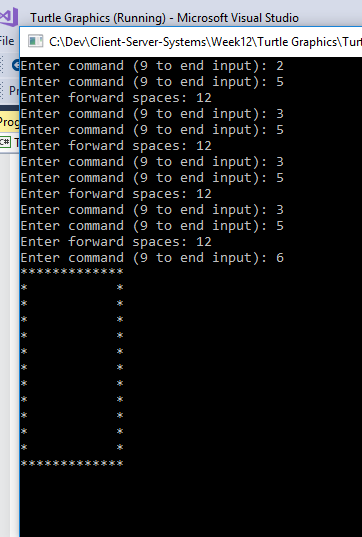 Turtle Graphics (Running) - Microsoft Visual Studio
File
C:\Dev\Client-Server-Systems\Week12\Turtle Graphics\Turt
Enter command (9 to end input): 2
Enter command (9 to end input): 5
Enter forward spaces: 12
Enter command (9 to end input): 3
Enter command (9 to end input): 5
Enter forward spaces: 12
Enter command (9 to end input): 3
Enter command (9 to end input): 5
Enter forward spaces: 12
Enter command (9 to end input): 3
Enter command (9 to end input): 5
Enter forward spaces: 12
Enter command (9 to end input): 6
*************
*           *
*           *
*           *
*           *
*           *
*           *
*           *
*           *
*           *
*           *
*           *
*************